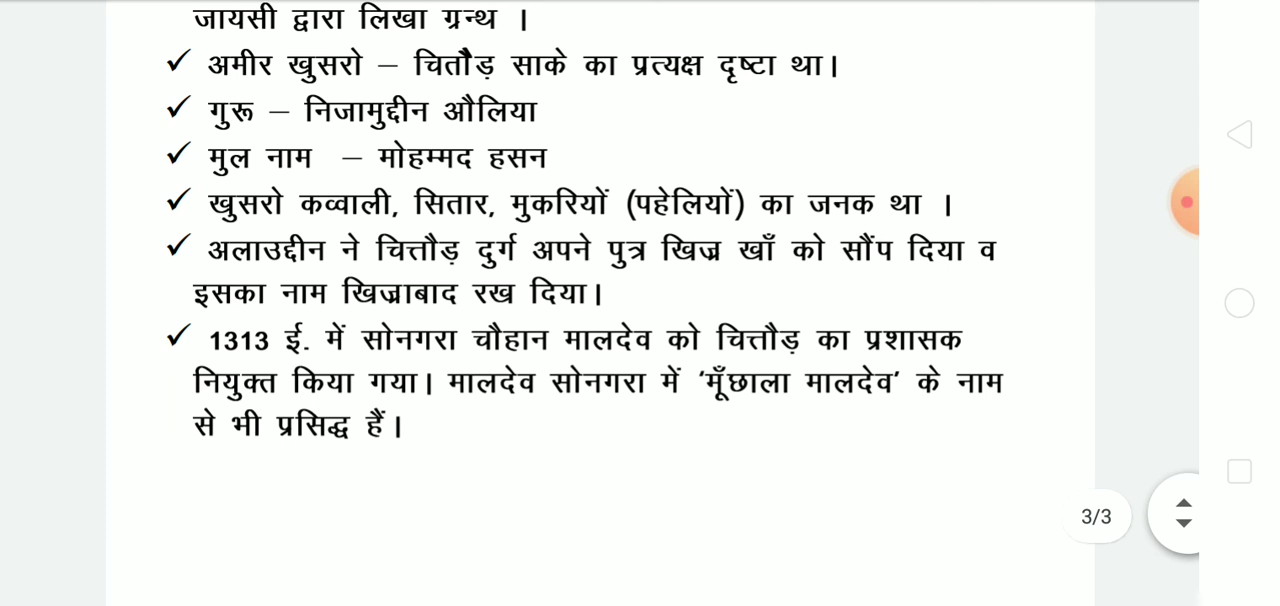 जायसी द्वारा लिखा ग्रन्थ ।
✓ अमीर खुसरो – चितौड़ साके का प्रत्यक्ष दृष्टा था।
✓ गुरू – निजामुद्दीन औलिया
✓ मुल नाम – मोहम्मद हसन
✓ खुसरो कव्वाली, सितार, मुकरियों (पहेलियों) का जनक था ।
✓ अलाउद्दीन ने चित्तौड़ दुर्ग अपने पुत्र खिज्र खाँ को सौंप दिया व
इसका नाम खिज्राबाद रख दिया।
✓ 1313 ई. में सोनगरा चौहान मालदेव को चित्तौड़ का प्रशासक
नियुक्त किया गया। मालदेव सोनगरा में ‘मूँछाला मालदेव’ के नाम
से भी प्रसिद्ध हैं।
3/3